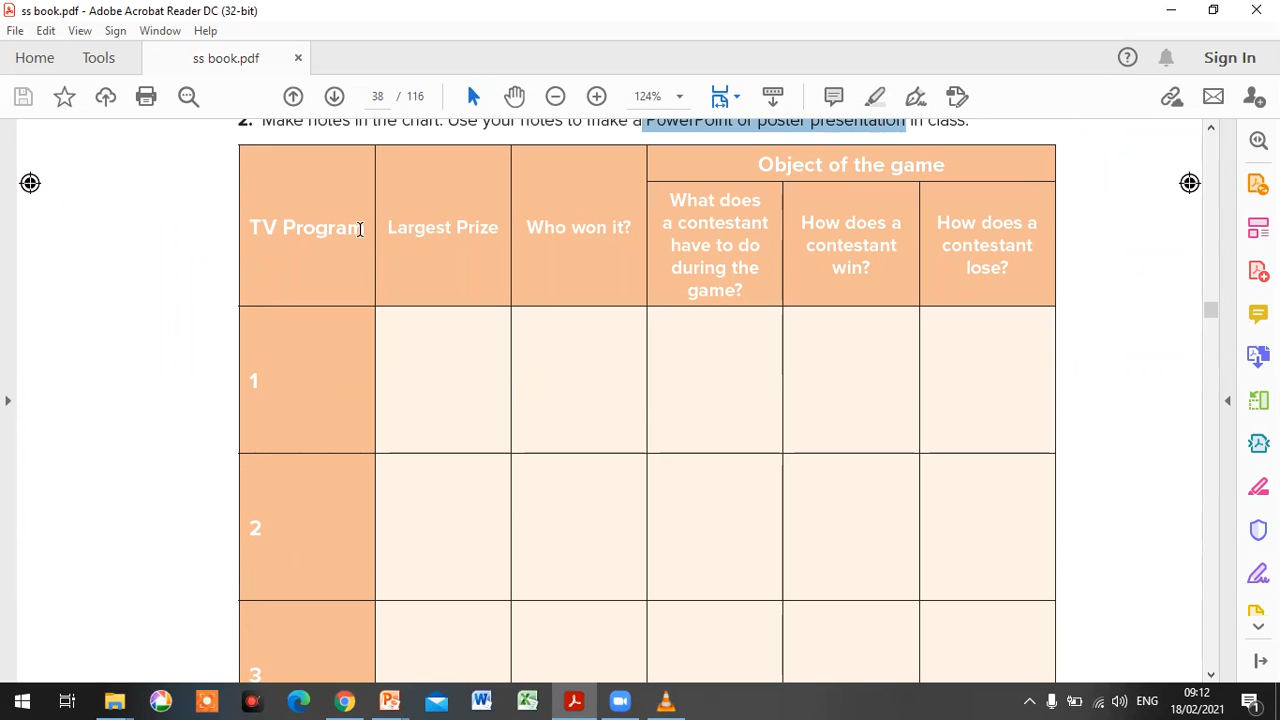 ss book.pdf - Adobe Acrobat Reader DC (32-bit)
File Edit View Sign Window Help
Home Tools ss book.pdf × Sign In
38 / 116 124%
2. Make notes in the chart. Use your notes to make a PowerPoint or poster presentation in class.
Object of the game
TV Program
Largest Prize
Who won it?
What does
a contestant
have to do
during the
game?
How does a
contestant
win?
How does a
contestant
lose?
1
2
3
ENG
09:12
18/02/2021